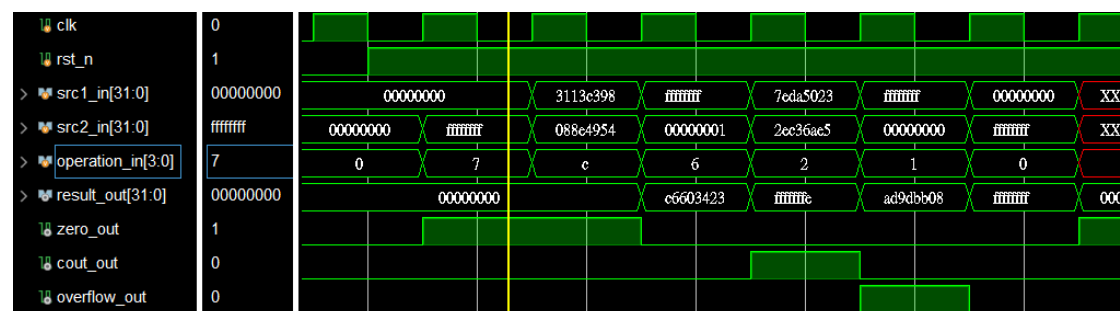 clk 0
rst_n 1
src1_in[31:0] 00000000 00000000 3113c398 ffffffff 7eda5023 ffffffff 00000000 XX
src2_in[31:0] ffffffff 00000000 ffffffff 088e4954 00000001 2ec36ae5 00000000 ffffffff XX
operation_in[3:0] 7 0 7 c 6 2 1 0
result_out[31:0] 00000000 00000000 c6603423 fffffffe ad9dbb08 ffffffff 000
zero_out 1
cout_out 0
overflow_out 0